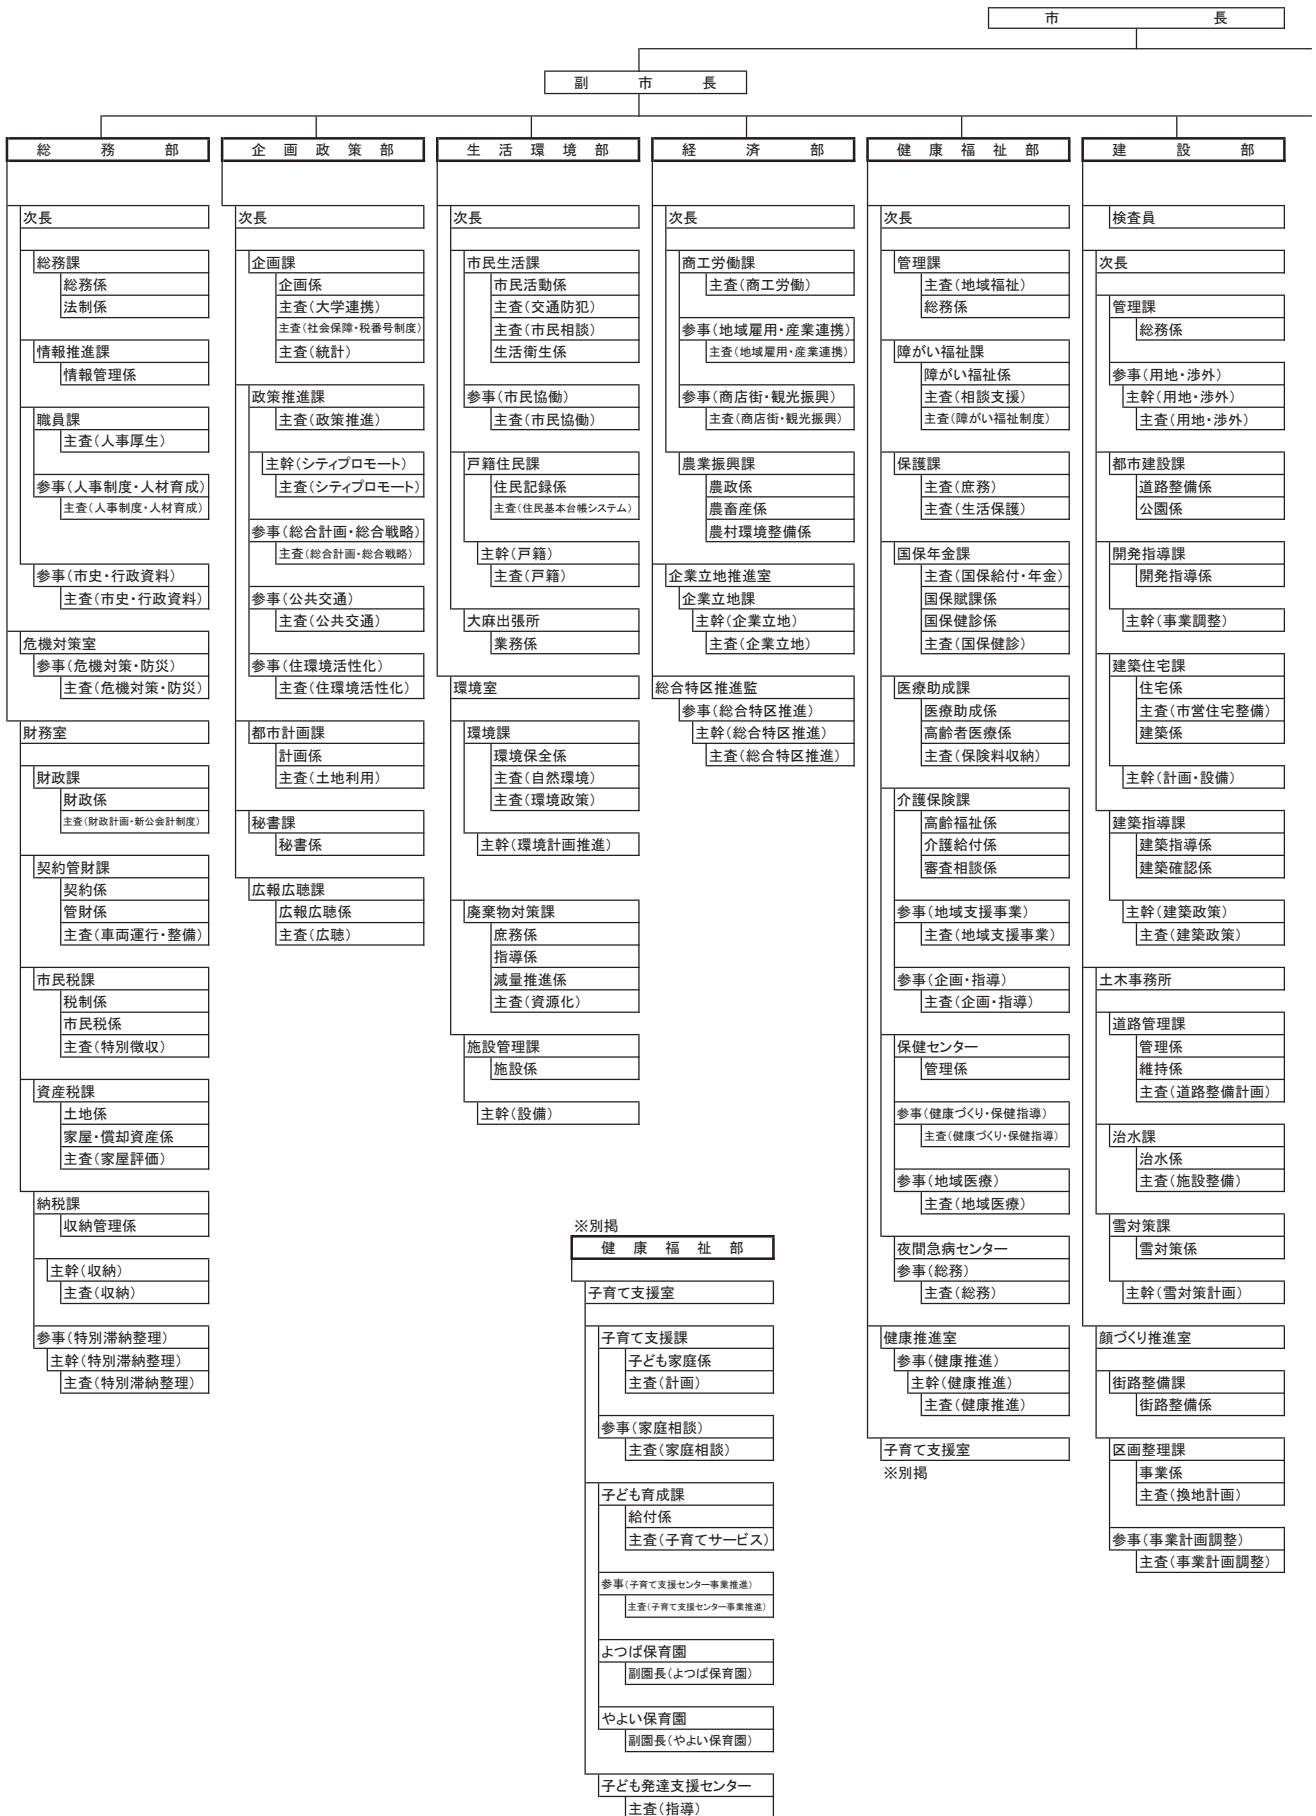 市 長
副 市 長
総 務 部
次長
総務課
総務係
法制係
情報推進課
情報管理係
職員課
主査(人事厚生)
参事(人事制度・人材育成)
主査(人事制度・人材育成)
参事(市史・行政資料)
主査(市史・行政資料)
危機対策室
参事(危機対策・防災)
主査(危機対策・防災)
財務室
財政課
財政係
主査(財政計画・新公会計制度)
契約管財課
契約係
管財係
主査(車両運行・整備)
市民税課
税制係
市民税係
主査(特別徴収)
資産税課
土地係
家屋・償却資産係
主査(家屋評価)
納税課
収納管理係
主幹(収納)
主査(収納)
参事(特別滞納整理)
主幹(特別滞納整理)
主査(特別滞納整理)
企 画 政 策 部
次長
企画課
企画係
主査(大学連携)
主査(社会保障・税番号制度)
主査(統計)
政策推進課
主査(政策推進)
主幹(シティプロモート)
主査(シティプロモート)
参事(総合計画・総合戦略)
主査(総合計画・総合戦略)
参事(公共交通)
主査(公共交通)
参事(住環境活性化)
主査(住環境活性化)
都市計画課
計画係
主査(土地利用)
秘書課
秘書係
広報広聴課
広報広聴係
主査(広聴)
生 活 環 境 部
次長
市民生活課
市民活動係
主査(交通防犯)
主査(市民相談)
生活衛生係
参事(市民協働)
主査(市民協働)
戸籍住民課
住民記録係
主査(住民基本台帳システム)
主幹(戸籍)
主査(戸籍)
大麻出張所
業務係
環境室
環境課
環境保全係
主査(自然環境)
主査(環境政策)
主幹(環境計画推進)
廃棄物対策課
庶務係
指導係
減量推進係
主査(資源化)
施設管理課
施設係
主幹(設備)
経 済 部
次長
商工労働課
主査(商工労働)
参事(地域雇用・産業連携)
主査(地域雇用・産業連携)
参事(商店街・観光振興)
主査(商店街・観光振興)
農業振興課
農政係
農畜産係
農村環境整備係
企業立地推進室
企業立地課
主幹(企業立地)
主査(企業立地)
総合特区推進監
参事(総合特区推進)
主幹(総合特区推進)
主査(総合特区推進)
健 康 福 祉 部
次長
管理課
主査(地域福祉)
総務係
障がい福祉課
障がい福祉係
主査(相談支援)
主査(障がい福祉制度)
保護課
主査(庶務)
主査(生活保護)
国保年金課
主査(国保給付・年金)
国保賦課係
国保健診係
主査(国保健診)
医療助成課
医療助成係
高齢者医療係
主査(保険料収納)
介護保険課
高齢福祉係
介護給付係
審査相談係
参事(地域支援事業)
主査(地域支援事業)
参事(企画・指導)
主査(企画・指導)
保健センター
管理係
参事(健康づくり・保健指導)
主査(健康づくり・保健指導)
参事(地域医療)
主査(地域医療)
夜間急病センター
参事(総務)
主査(総務)
健康推進室
参事(健康推進)
主幹(健康推進)
主査(健康推進)
子育て支援室
※別掲
建 設 部
検査員
次長
管理課
総務係
参事(用地・渉外)
主幹(用地・渉外)
主査(用地・渉外)
都市建設課
道路整備係
公園係
開発指導課
開発指導係
主幹(事業調整)
建築住宅課
住宅係
主査(市営住宅整備)
建築係
主幹(計画・設備)
建築指導課
建築指導係
建築確認係
主幹(建築政策)
主査(建築政策)
土木事務所
道路管理課
管理係
維持係
主査(道路整備計画)
治水課
治水係
主査(施設整備)
雪対策課
雪対策係
主幹(雪対策計画)
顔づくり推進室
街路整備課
街路整備係
区画整理課
事業係
主査(換地計画)
参事(事業計画調整)
主査(事業計画調整)
※別掲
健 康 福 祉 部
子育て支援室
子育て支援課
子ども家庭係
主査(計画)
参事(家庭相談)
主査(家庭相談)
子ども育成課
給付係
主査(子育てサービス)
参事(子育て支援センター事業推進)
主査(子育て支援センター事業推進)
よつば保育園
副園長(よつば保育園)
やよい保育園
副園長(やよい保育園)
子ども発達支援センター
主査(指導)